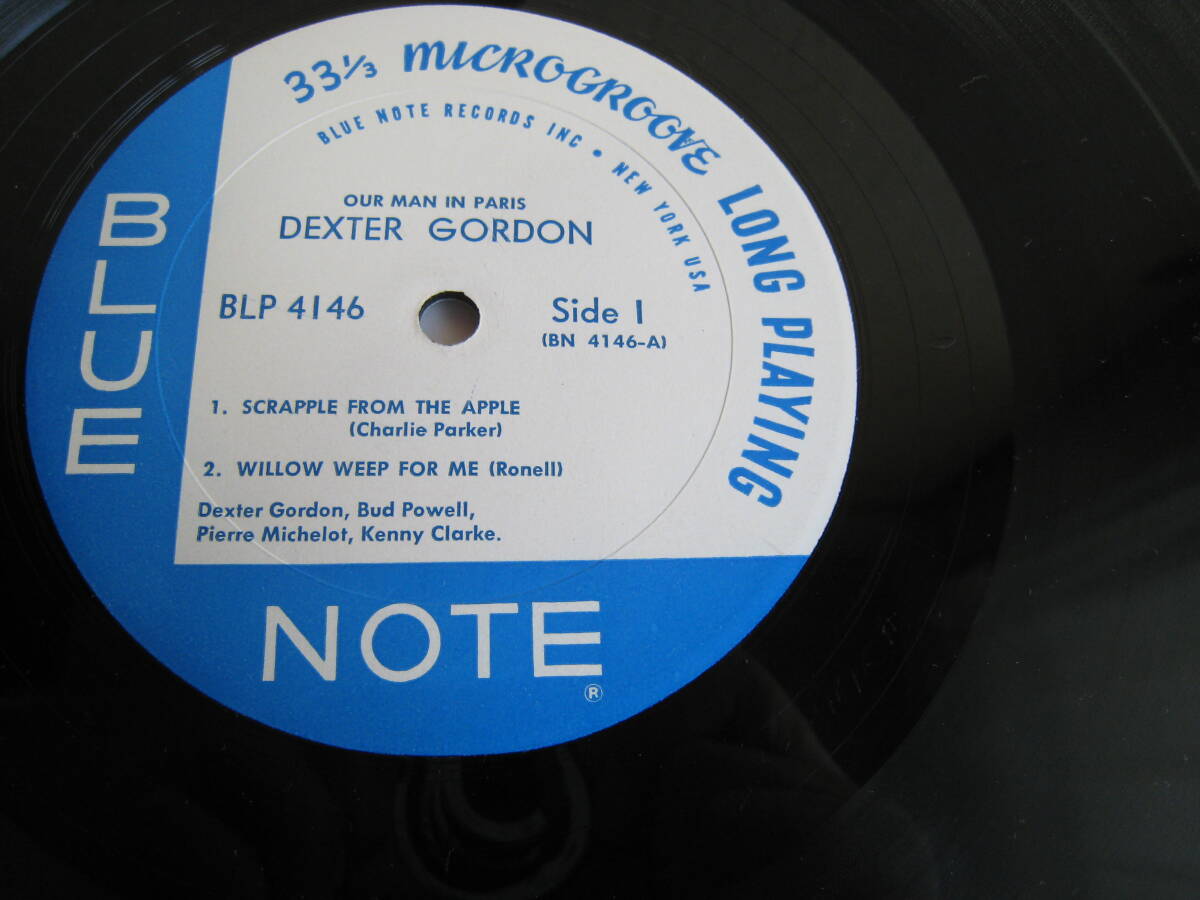 33⅓ MICROGROOVE LONG PLAYING
BLUE NOTE RECORDS INC • NEW YORK USA
OUR MAN IN PARIS
DEXTER GORDON
BLP 4146
Side 1
(BN 4146-A)
1. SCRAPPLE FROM THE APPLE
(Charlie Parker)
2. WILLOW WEEP FOR ME (Ronell)
Dexter Gordon, Bud Powell,
Pierre Michelot, Kenny Clarke.
BLUE
NOTE
®